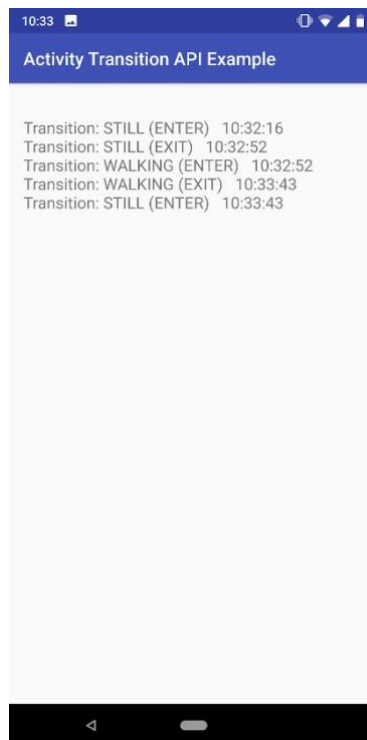 10:33
Activity Transition API Example
Transition: STILL (ENTER) 10:32:16
Transition: STILL (EXIT) 10:32:52
Transition: WALKING (ENTER) 10:32:52
Transition: WALKING (EXIT) 10:33:43
Transition: STILL (ENTER) 10:33:43